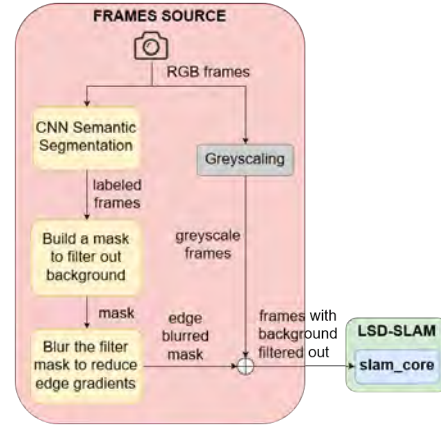 FRAMES SOURCE
RGB frames
CNN Semantic
Segmentation
Greyscaling
labeled
frames
greyscale
frames
Build a mask
to filter out
background
mask
edge
blurred
mask
frames with
background
filtered out
Blur the filter
mask to reduce
edge gradients
LSD-SLAM
slam_core